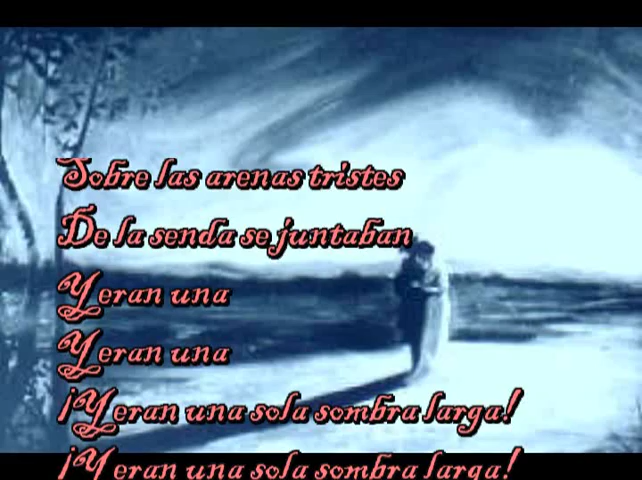 Sobre las arenas tristes
De la senda se juntaban
Y eran una
Y eran una
¡Y eran una sola sombra larga!
¡Y eran una sola sombra larga!